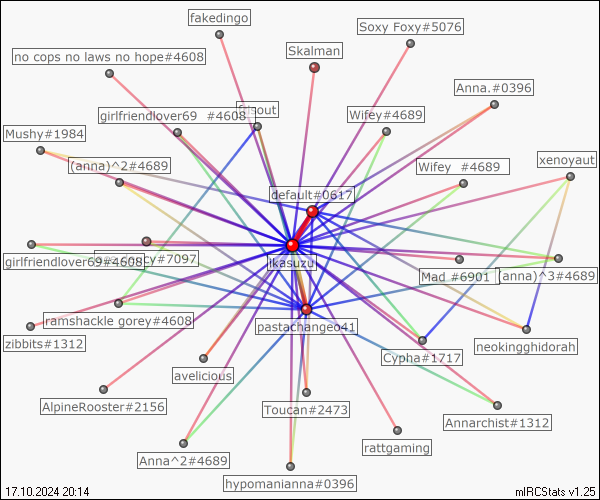 fakedingo
Soxy Foxy#5076
no cops no laws no hope#4608
Skalman
Anna.#0396
girlfriendlover69 #4608
Wifey#4689
Mushy#1984
(anna)^2#4689
Wifey #4689
xenoyaut
default#0617
girlfriendlover69#4608
cy#7097
ikasuzu
Mad #6901
(anna)^3#4689
ramshackle gorey#4608
pastachangeo41
zibbits#1312
neokingghidorah
Cypha#1717
avelicious
AlpineRooster#2156
Toucan#2473
Annarchist#1312
rattgaming
Anna^2#4689
hypomanianna#0396
17.10.2024 20:14
mIRCStats v1.25